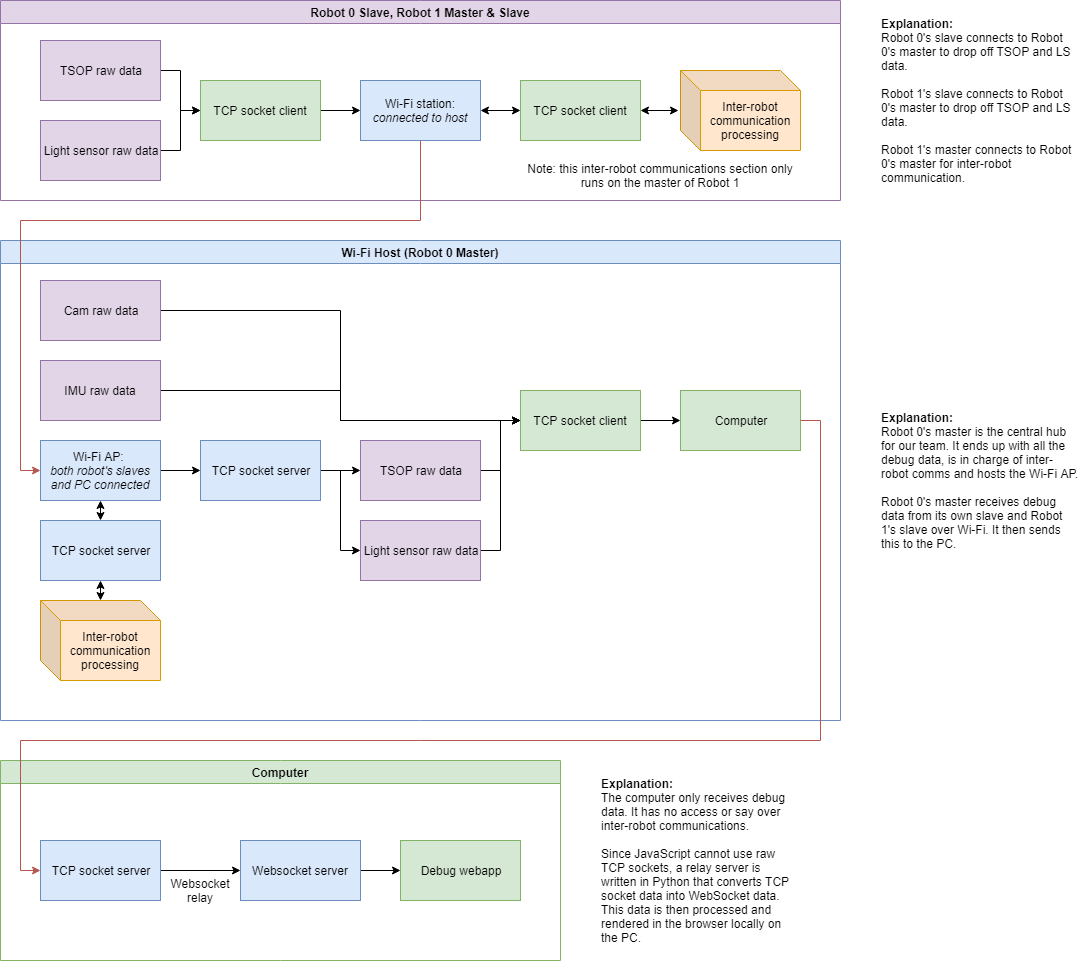 Robot 0 Slave, Robot 1 Master & Slave
TSOP raw data
Light sensor raw data
TCP socket client
Wi-Fi station:
connected to host
TCP socket client
Inter-robot
communication
processing
Note: this inter-robot communications section only
runs on the master of Robot 1
Explanation:
Robot 0's slave connects to Robot
0's master to drop off TSOP and LS
data.
Robot 1's slave connects to Robot
0's master to drop off TSOP and LS
data.
Robot 1's master connects to Robot
0's master for inter-robot
communication.
Wi-Fi Host (Robot 0 Master)
Cam raw data
IMU raw data
Wi-Fi AP:
both robot's slaves
and PC connected
TCP socket server
TSOP raw data
Light sensor raw data
TCP socket client
Computer
TCP socket server
Inter-robot
communication
processing
Explanation:
Robot 0's master is the central hub
for our team. It ends up with all the
debug data, is in charge of inter-
robot comms and hosts the Wi-Fi AP.
Robot 0's master receives debug
data from its own slave and Robot
1's slave over Wi-Fi. It then sends
this to the PC.
Computer
TCP socket server
Websocket
relay
Websocket server
Debug webapp
Explanation:
The computer only receives debug
data. It has no access or say over
inter-robot communications.
Since JavaScript cannot use raw
TCP sockets, a relay server is
written in Python that converts TCP
socket data into WebSocket data.
This data is then processed and
rendered in the browser locally on
the PC.